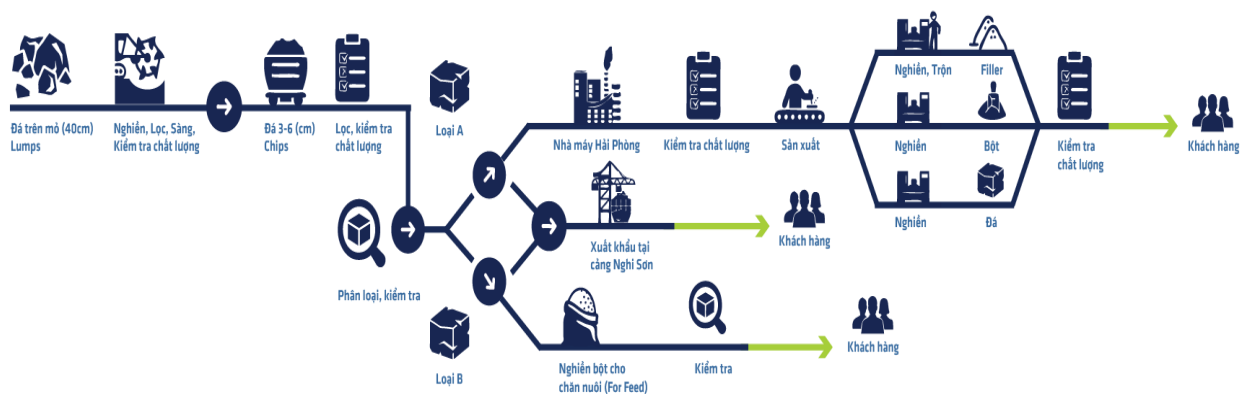 Đá trên mỏ (40cm)
Lumps
Nghiền, Lọc, Sàng,
Kiểm tra chất lượng
Đá 3-6 (cm)
Chips
Lọc, kiểm tra
chất lượng
Phân loại, kiểm tra
Loại A
Loại B
Nhà máy Hải Phòng
Kiểm tra chất lượng
Sản xuất
Nghiền, Trộn
Filler
Nghiền
Bột
Nghiền
Đá
Kiểm tra
chất lượng
Khách hàng
Xuất khẩu tại
cảng Nghi Sơn
Khách hàng
Nghiền bột cho
chăn nuôi (For Feed)
Kiểm tra
Khách hàng